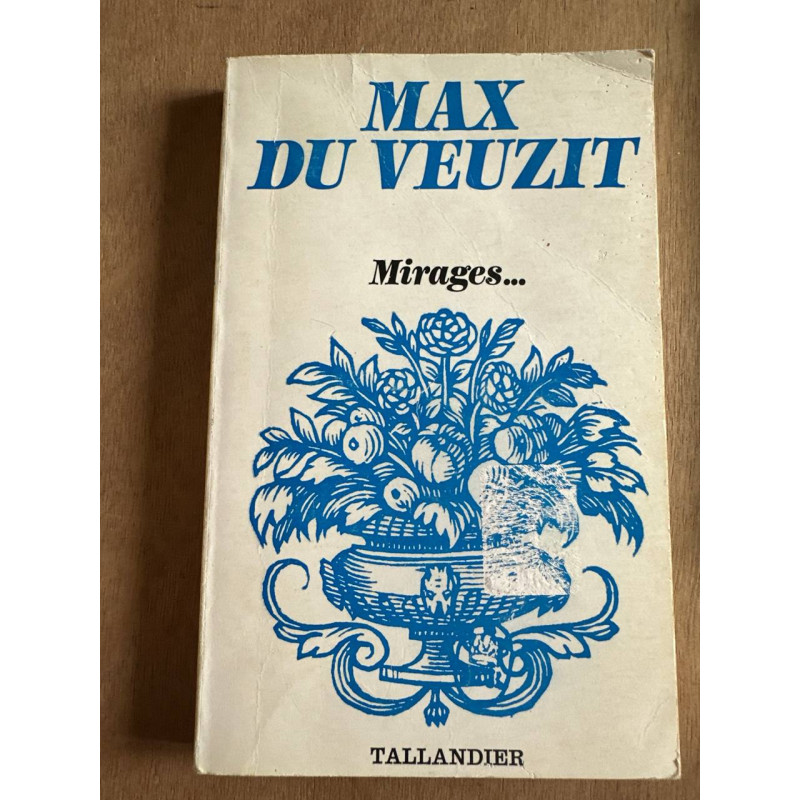 MAX
DU VEUZIT
Mirages...
TALLANDIER